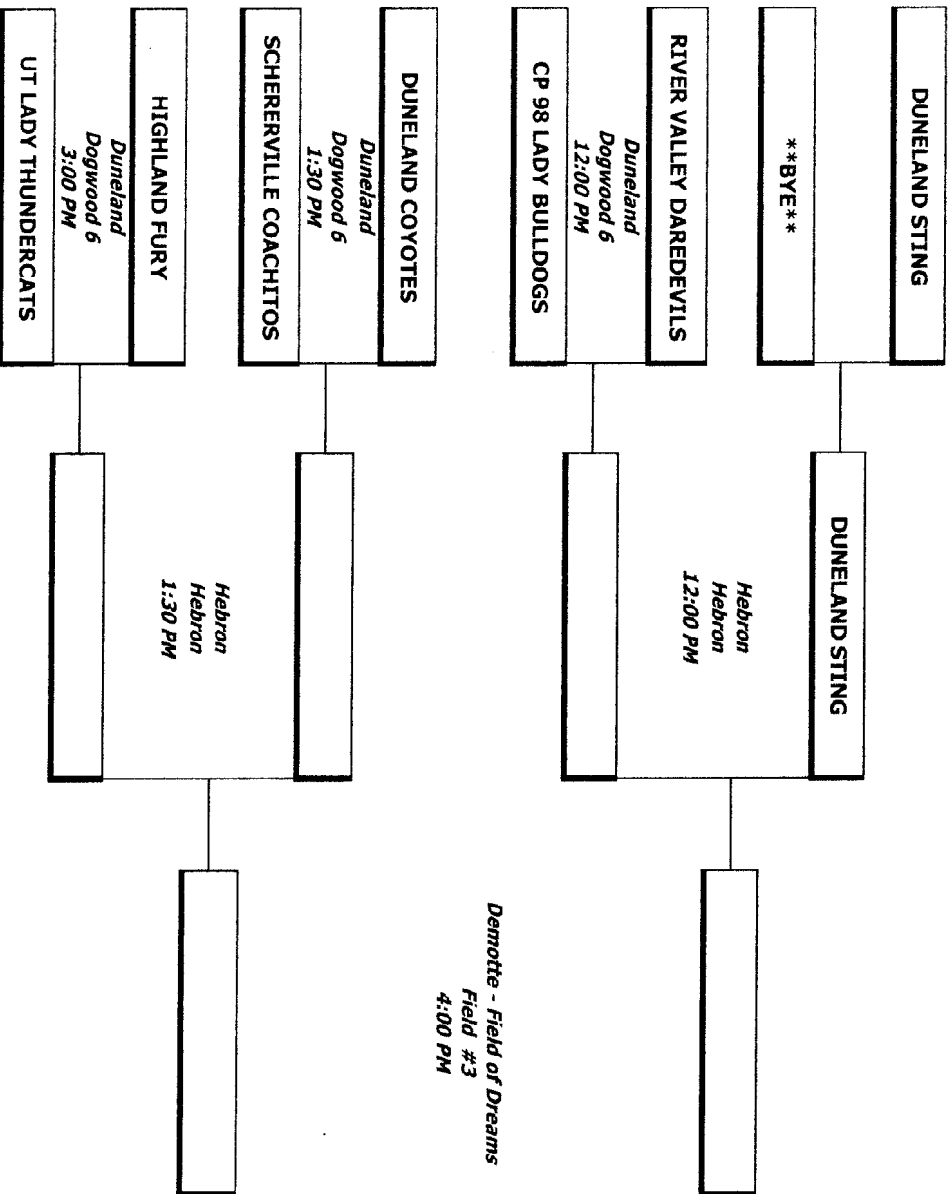 DUNELAND STING
**BYE**
RIVER VALLEY DAREDEVILS
Duneland
Dogwood 6
12:00 PM
CP 98 LADY BULLDOGS
DUNELAND COYOTES
Duneland
Dogwood 6
1:30 PM
SCHERERVILLE COACHITOS
HIGHLAND FURY
Duneland
Dogwood 6
3:00 PM
UT LADY THUNDERCATS
DUNELAND STING
Hebron
Hebron
12:00 PM
Hebron
Hebron
1:30 PM
Demotte - Field of Dreams
Field #3
4:00 PM